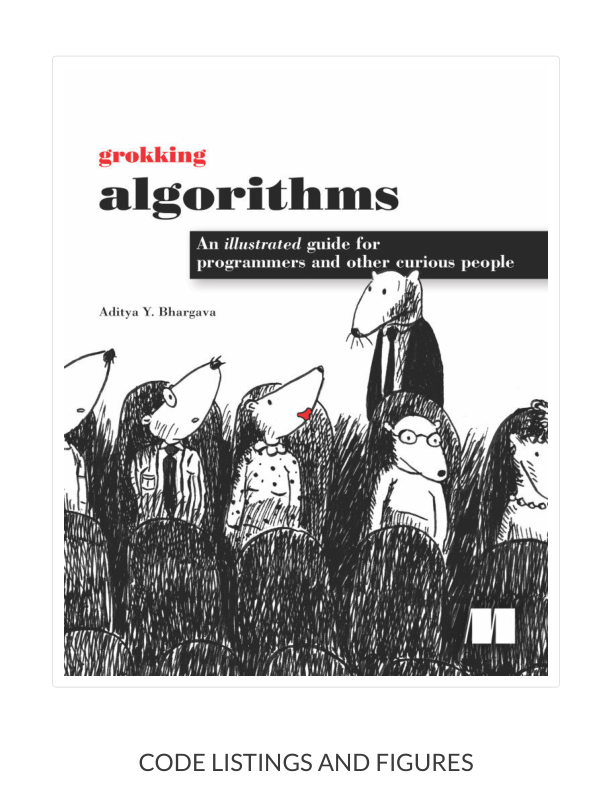 grokking
algorithms
An illustrated guide for
programmers and other curious people
Aditya Y. Bhargava
CODE LISTINGS AND FIGURES